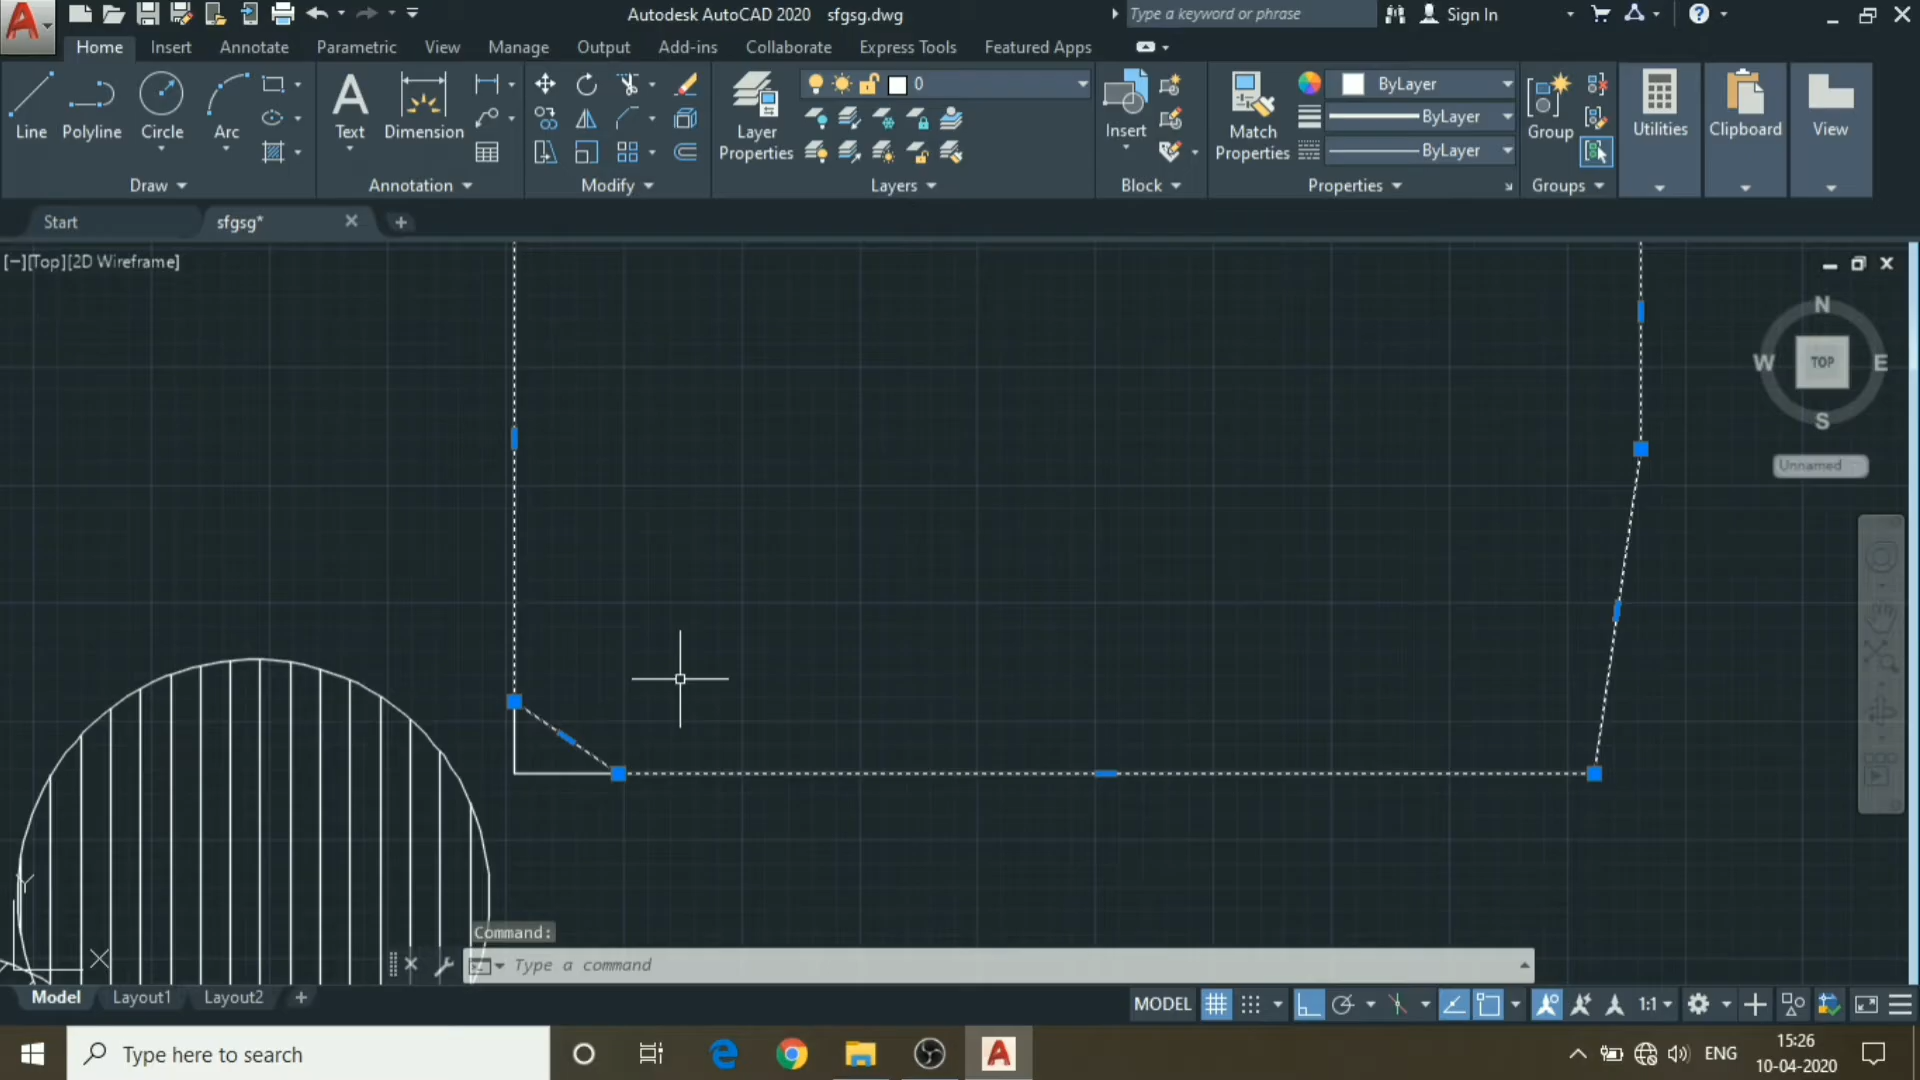 Autodesk AutoCAD 2020 sfgsg.dwg
Type a keyword or phrase
Sign In
Home Insert Annotate Parametric View Manage Output Add-ins Collaborate Express Tools Featured Apps
Line Polyline Circle Arc
Text Dimension
Layer Properties
0
Insert
Match Properties
ByLayer
ByLayer
ByLayer
Group
Utilities
Clipboard
View
Draw Annotation Modify Layers Block Properties Groups
Start sfgsg*
[−][Top][2D Wireframe]
N
W TOP E
S
Unnamed
Y
X
Command:
Type a command
Model Layout1 Layout2
MODEL 1:1
Type here to search
ENG
15:26
10-04-2020